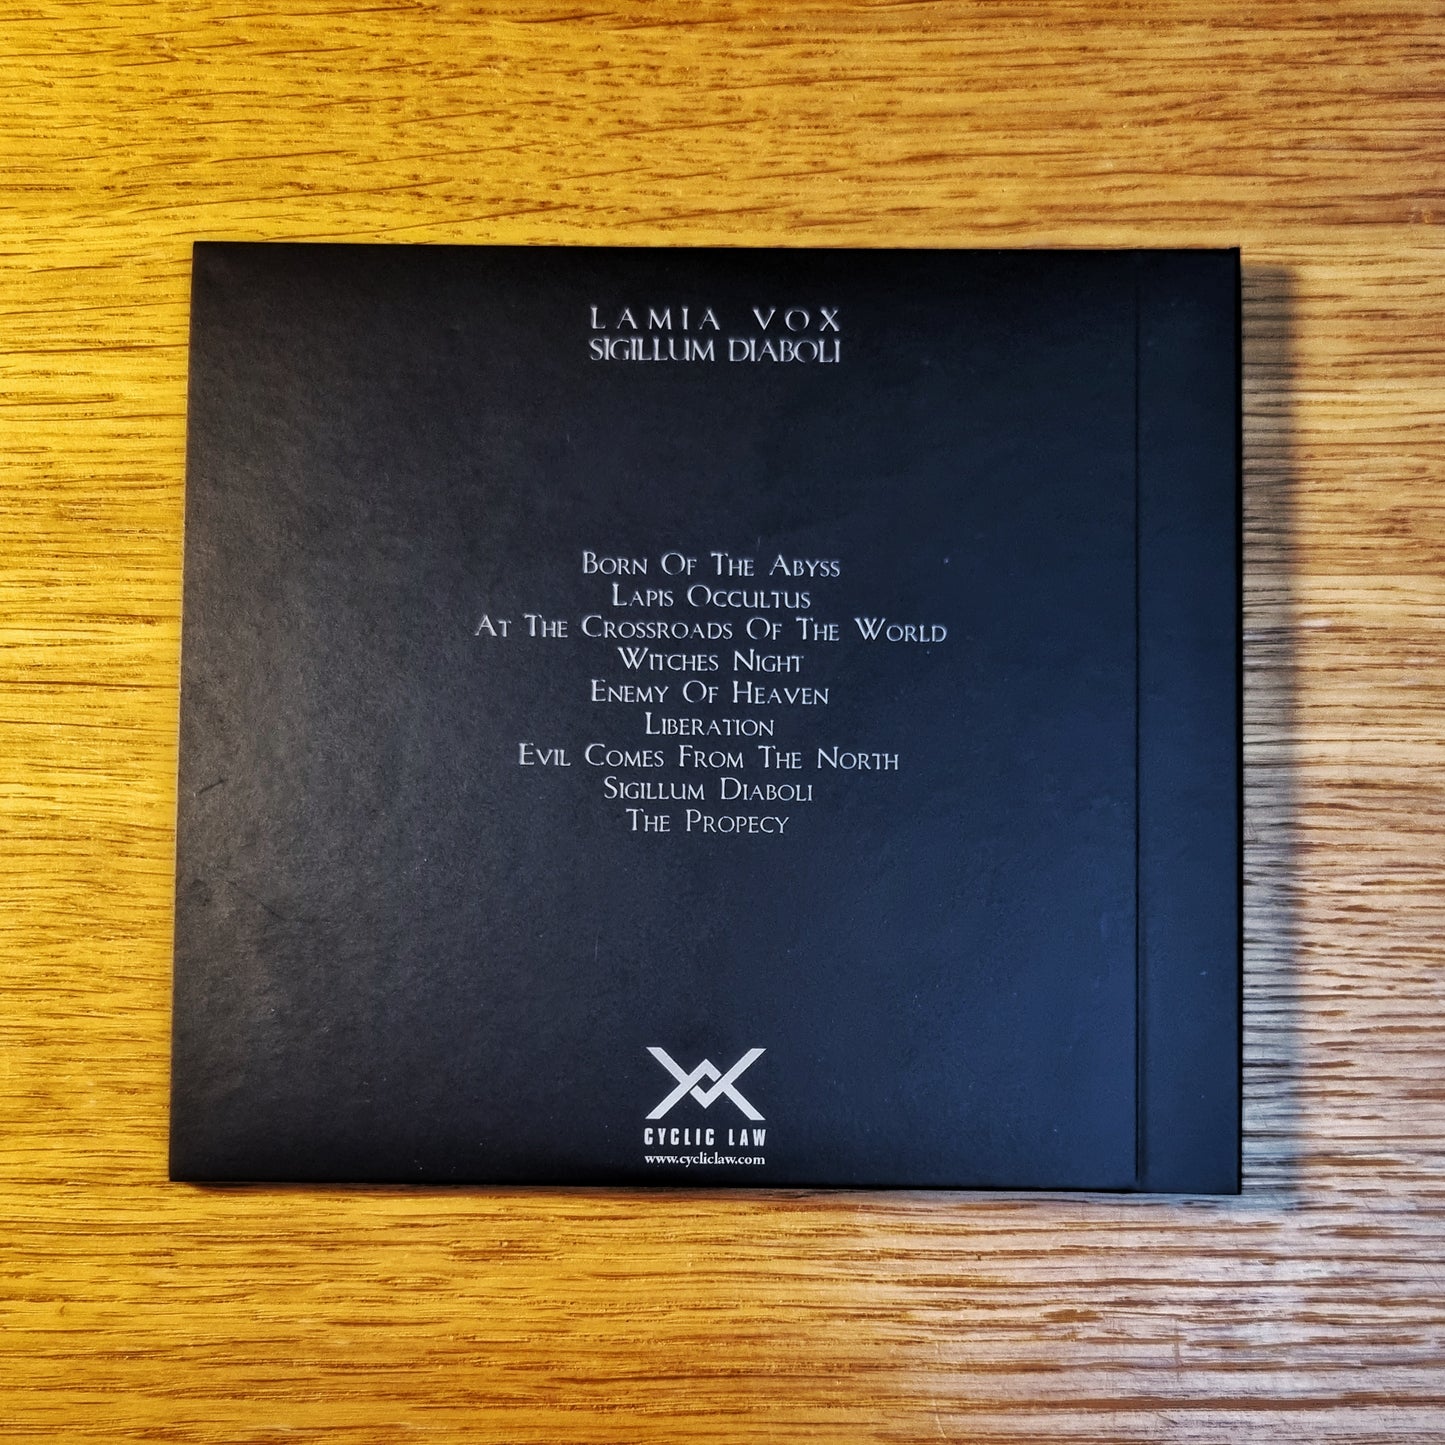 LAMIA VOX
SIGILLUM DIABOLI
BORN OF THE ABYSS
LAPIS OCCULTUS
AT THE CROSSROADS OF THE WORLD
WITCHES NIGHT
ENEMY OF HEAVEN
LIBERATION
EVIL COMES FROM THE NORTH
SIGILLUM DIABOLI
THE PROPECY
CYCLIC LAW
www.cycliclaw.com